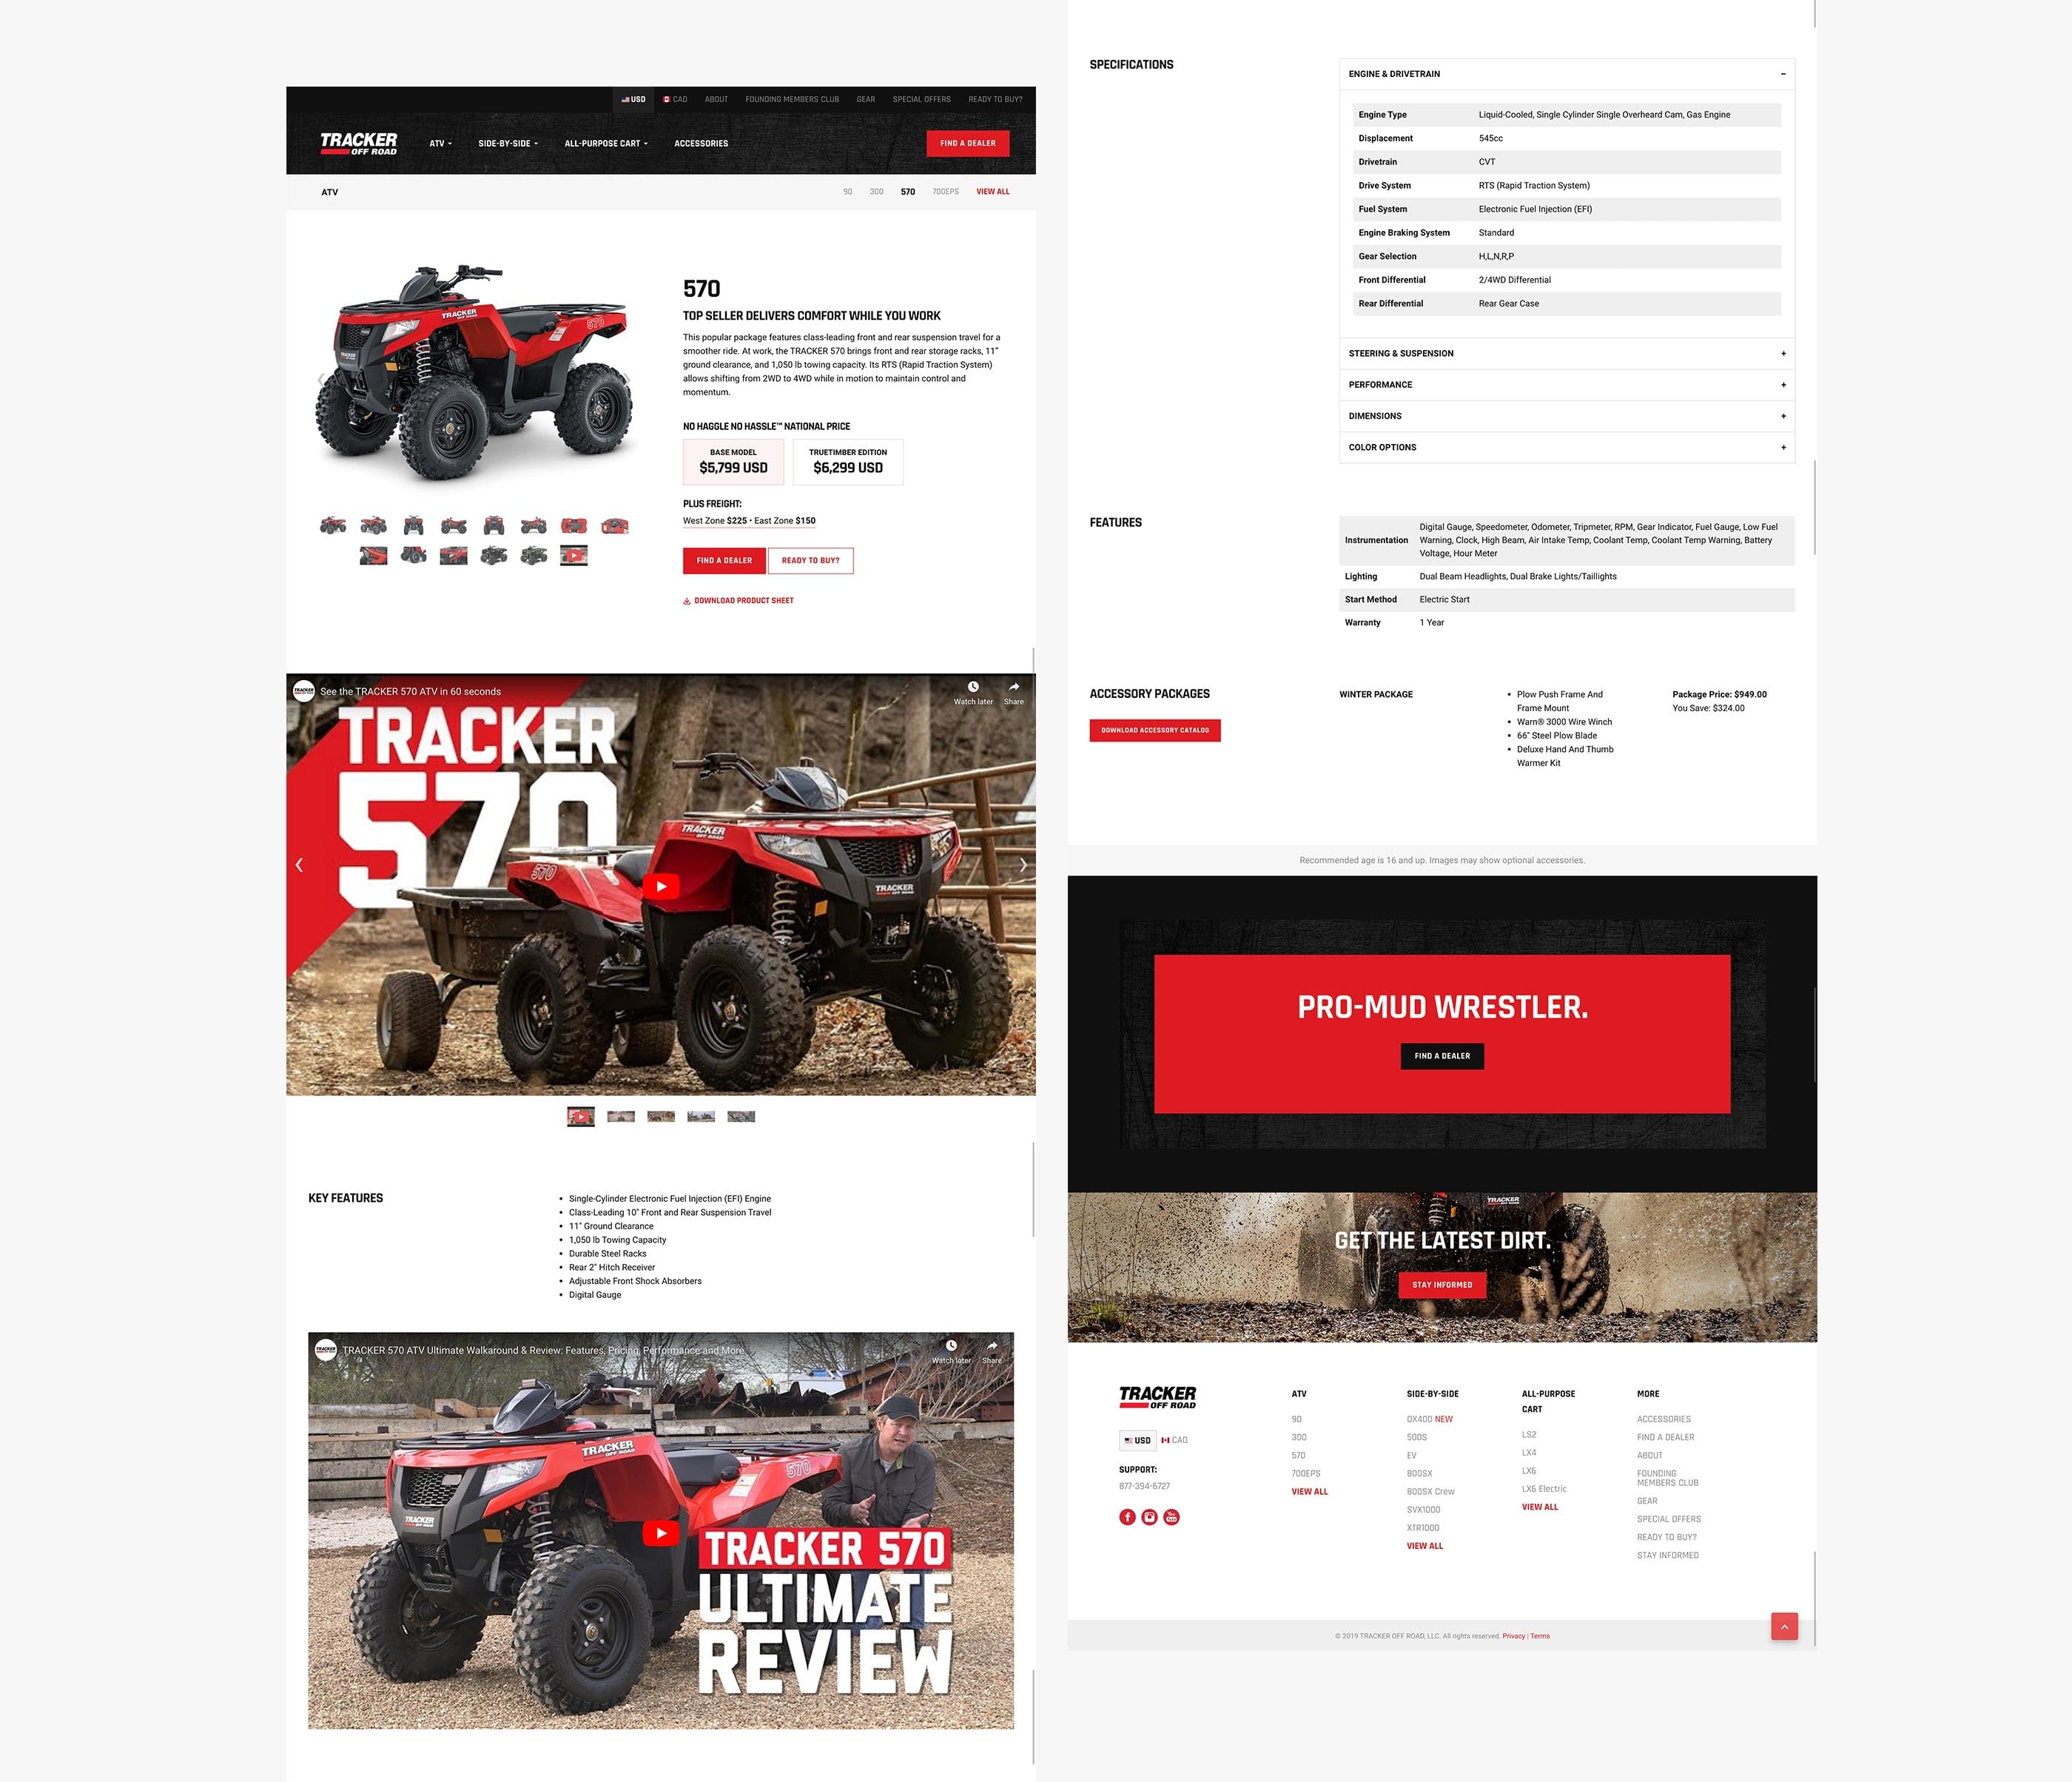 USD CAD ABOUT FOUNDING MEMBERS CLUB GEAR SPECIAL OFFERS READY TO BUY?
TRACKER
OFF ROAD
ATV SIDE-BY-SIDE ALL-PURPOSE CART ACCESSORIES
FIND A DEALER
ATV
90 300 570 700EPS VIEW ALL
TRACKER
OFF ROAD
570
TRACKER
570
TOP SELLER DELIVERS COMFORT WHILE YOU WORK
This popular package features class-leading front and rear suspension travel for a
smoother ride. At work, the TRACKER 570 brings front and rear storage racks, 11"
ground clearance, and 1,050 lb towing capacity. Its RTS (Rapid Traction System)
allows shifting from 2WD to 4WD while in motion to maintain control and
momentum.
NO HAGGLE NO HASSLE™ NATIONAL PRICE
BASE MODEL
$5,799 USD
TRUETIMBER EDITION
$6,299 USD
PLUS FREIGHT:
West Zone $225 • East Zone $150
FIND A DEALER
READY TO BUY?
DOWNLOAD PRODUCT SHEET
See the TRACKER 570 ATV in 60 seconds
Watch later Share
TRACKER
570
TRACKER
OFF ROAD
570
TRACKER
OFF ROAD
KEY FEATURES
• Single-Cylinder Electronic Fuel Injection (EFI) Engine
• Class-Leading 10" Front and Rear Suspension Travel
• 11" Ground Clearance
• 1,050 lb Towing Capacity
• Durable Steel Racks
• Rear 2" Hitch Receiver
• Adjustable Front Shock Absorbers
• Digital Gauge
TRACKER 570 ATV Ultimate Walkaround & Review: Features, Pricing, Performance and More
Watch later Share
TRACKER
OFF ROAD
570
TRACKER
OFF ROAD
TRACKER 570
ULTIMATE
REVIEW
SPECIFICATIONS
ENGINE & DRIVETRAIN −
Engine Type Liquid-Cooled, Single Cylinder Single Overheard Cam, Gas Engine
Displacement 545cc
Drivetrain CVT
Drive System RTS (Rapid Traction System)
Fuel System Electronic Fuel Injection (EFI)
Engine Braking System Standard
Gear Selection H,L,N,R,P
Front Differential 2/4WD Differential
Rear Differential Rear Gear Case
STEERING & SUSPENSION +
PERFORMANCE +
DIMENSIONS +
COLOR OPTIONS +
FEATURES
Instrumentation
Digital Gauge, Speedometer, Odometer, Tripmeter, RPM, Gear Indicator, Fuel Gauge, Low Fuel
Warning, Clock, High Beam, Air Intake Temp, Coolant Temp, Coolant Temp Warning, Battery
Voltage, Hour Meter
Lighting Dual Beam Headlights, Dual Brake Lights/Taillights
Start Method Electric Start
Warranty 1 Year
ACCESSORY PACKAGES
DOWNLOAD ACCESSORY CATALOG
WINTER PACKAGE
• Plow Push Frame And
Frame Mount
• Warn® 3000 Wire Winch
• 66" Steel Plow Blade
• Deluxe Hand And Thumb
Warmer Kit
Package Price: $949.00
You Save: $324.00
Recommended age is 16 and up. Images may show optional accessories.
PRO-MUD WRESTLER.
FIND A DEALER
TRACKER
GET THE LATEST DIRT.
STAY INFORMED
TRACKER
OFF ROAD
USD CAD
SUPPORT:
877-394-6727
ATV
90
300
570
700EPS
VIEW ALL
SIDE-BY-SIDE
OX400 NEW
500S
EV
800SX
800SX Crew
SVX1000
XTR1000
VIEW ALL
ALL-PURPOSE
CART
LS2
LX4
LX6
LX6 Electric
VIEW ALL
MORE
ACCESSORIES
FIND A DEALER
ABOUT
FOUNDING
MEMBERS CLUB
GEAR
SPECIAL OFFERS
READY TO BUY?
STAY INFORMED
© 2019 TRACKER OFF ROAD, LLC. All rights reserved. Privacy | Terms